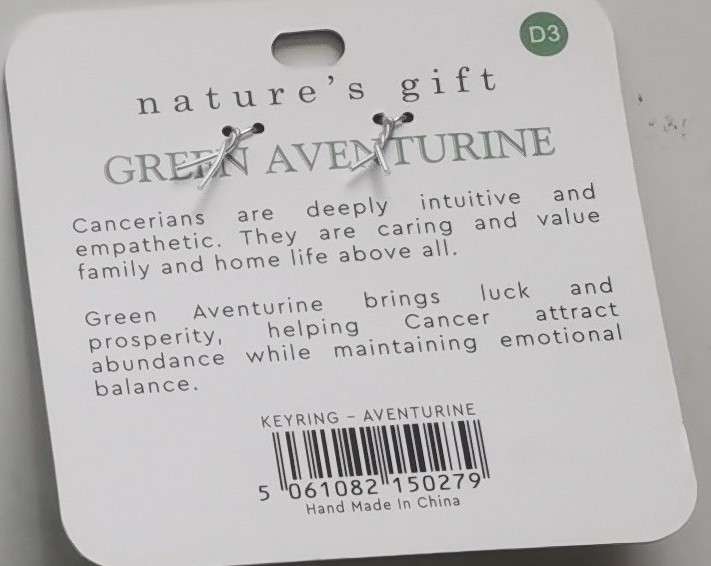 D3
nature's gift
GREEN AVENTURINE
Cancerians are deeply intuitive and
empathetic. They are caring and value
family and home life above all.
Green Aventurine brings luck and
prosperity, helping Cancer attract
abundance while maintaining emotional
balance.
KEYRING - AVENTURINE
5 061082 150279
Hand Made In China